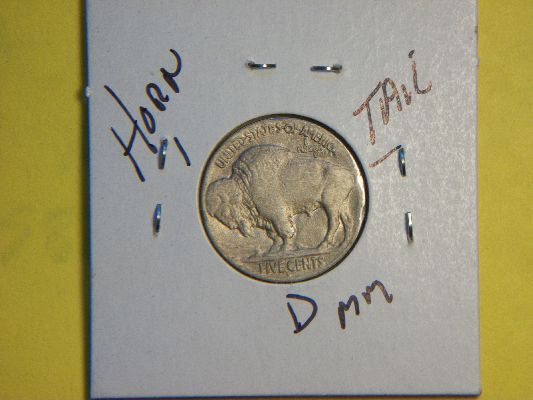 HORN
TAil
UNITED STATES OF AMERICA
FIVE CENTS
D mm